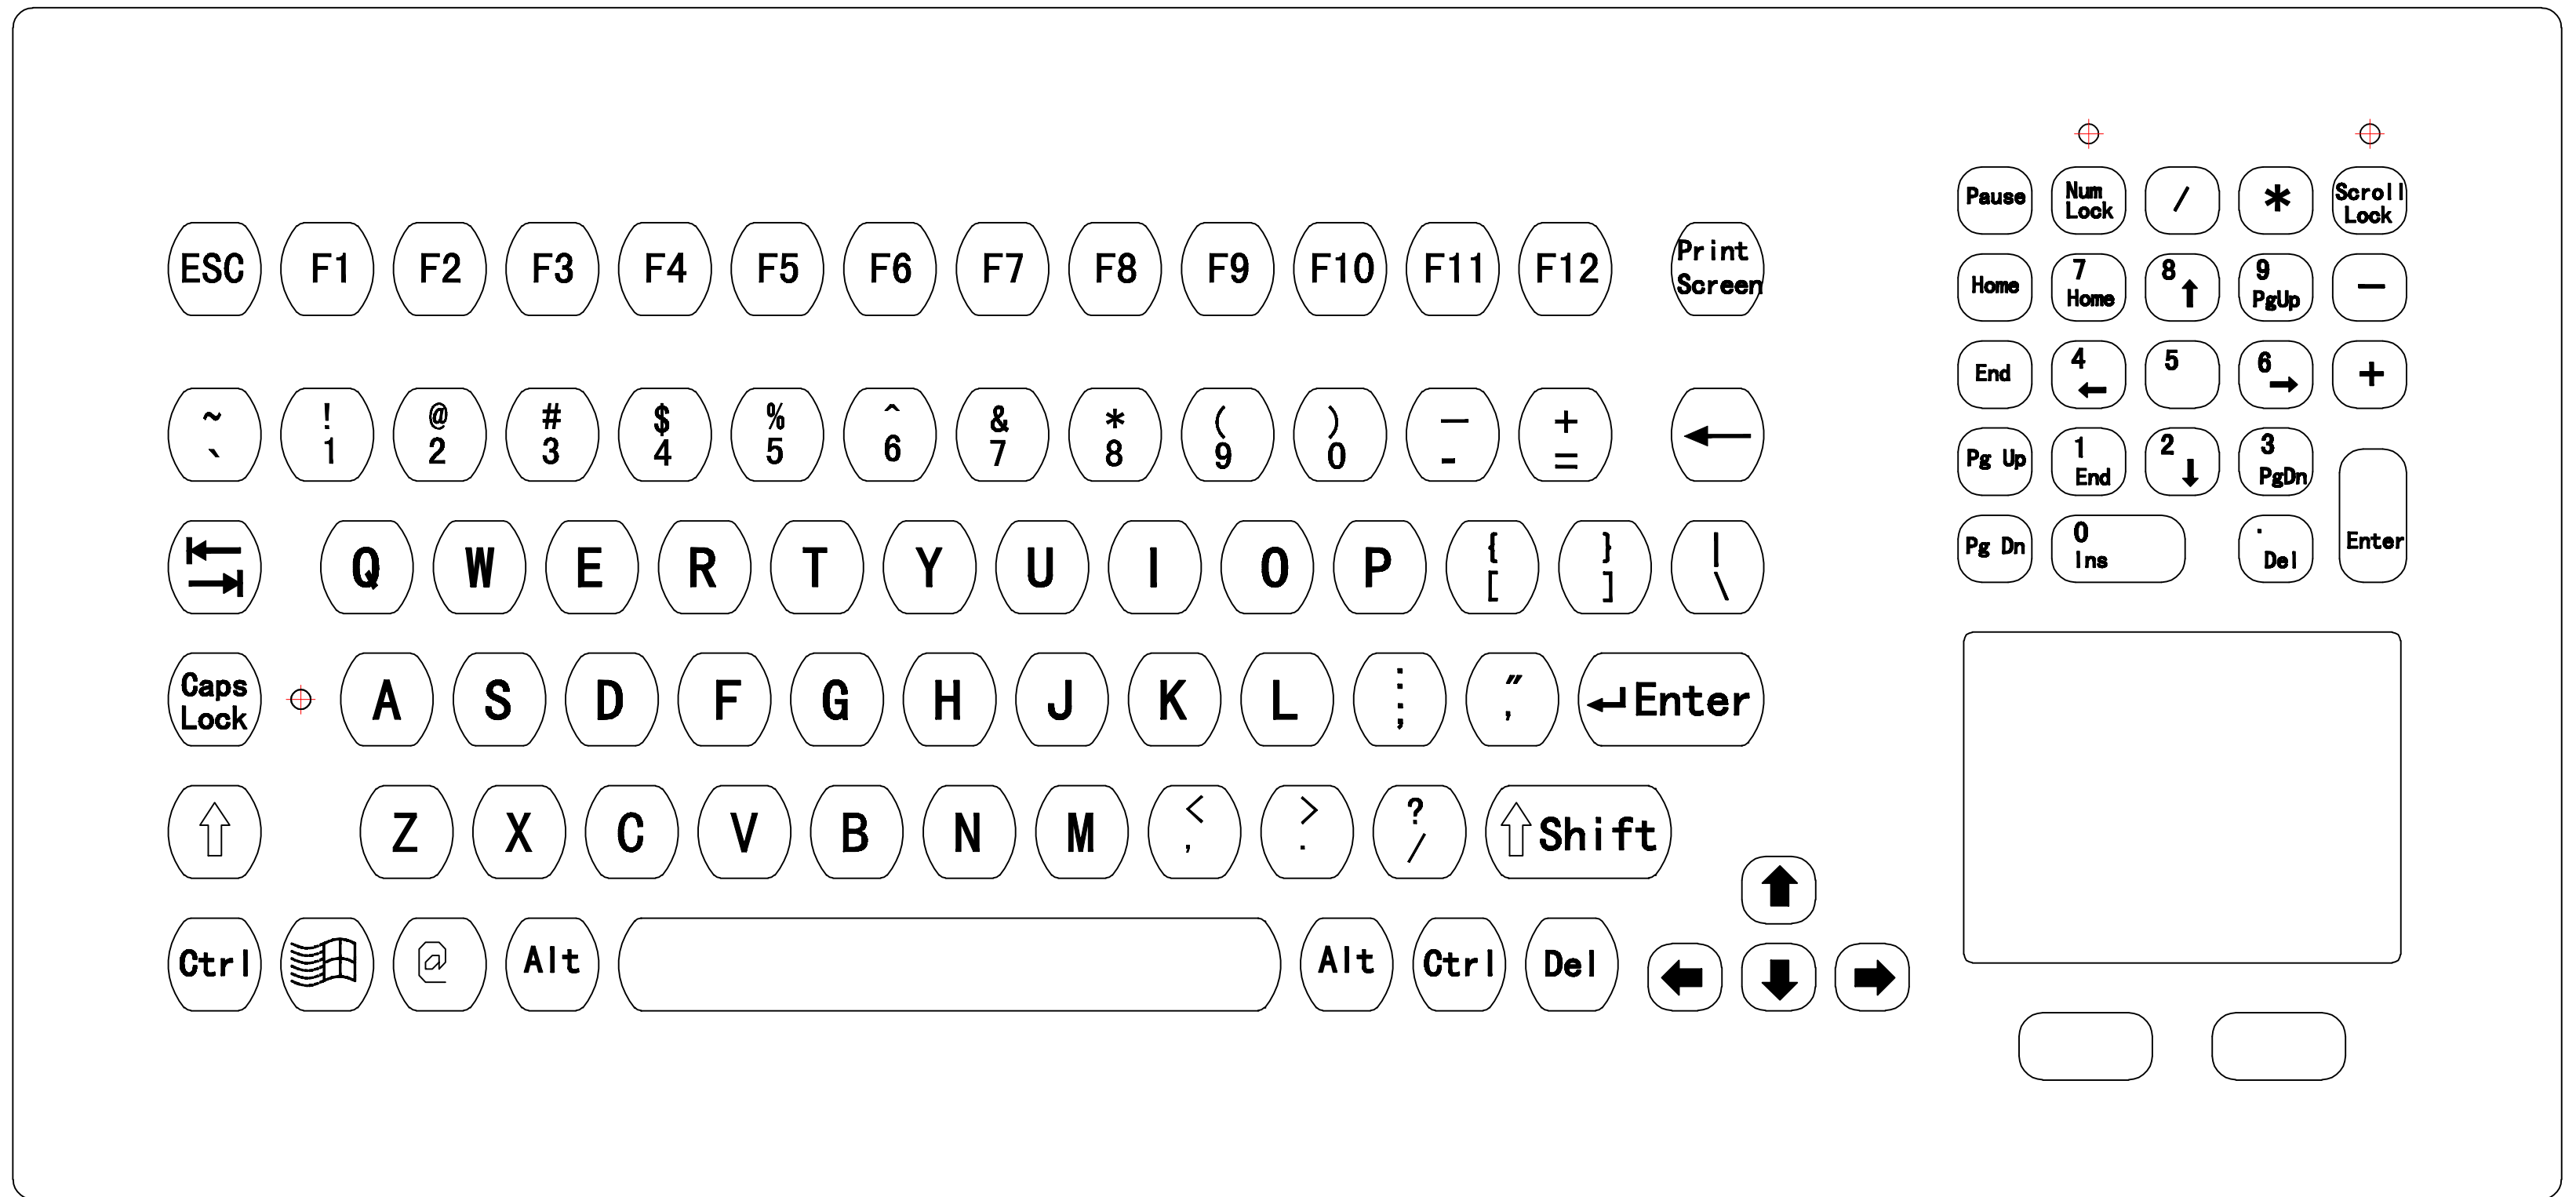 ESC F1 F2 F3 F4 F5 F6 F7 F8 F9 F10 F11 F12 Print
Screen
~ ! @ # $ % ^ & * ( ) — +
` 1 2 3 4 5 6 7 8 9 0 - =
←
Q W E R T Y U I O P { } |
[ ] \
Caps
Lock
A S D F G H J K L : "
; ,
↵Enter
Z X C V B N M < > ?
, . /
⇧Shift
Ctrl @ Alt Alt Ctrl Del
↑
← ↓ →
Pause Num
Lock
/ * Scroll
Lock
Home 7
Home
8
↑
9
PgUp
—
End 4
←
5 6
→
+
Pg Up 1
End
2
↓
3
PgDn
Pg Dn 0
Ins
.
Del
Enter